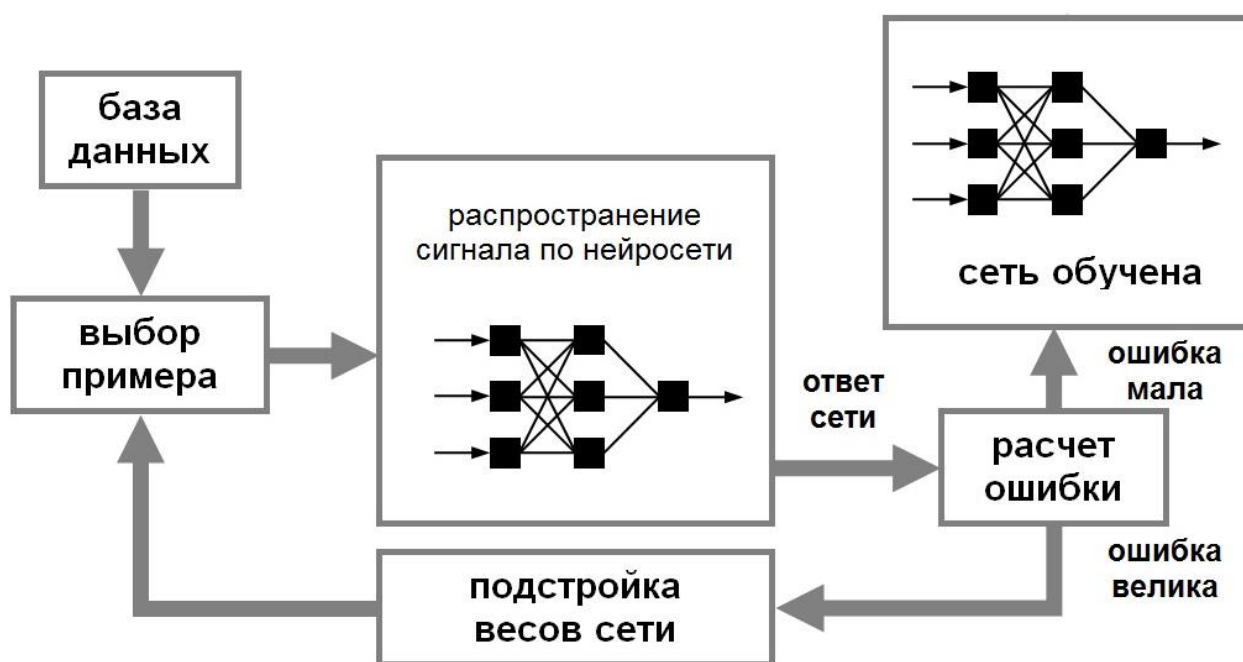 база
данных
выбор
примера
распространение
сигнала по нейросети
ответ
сети
расчет
ошибки
ошибка
мала
сеть обучена
ошибка
велика
подстройка
весов сети